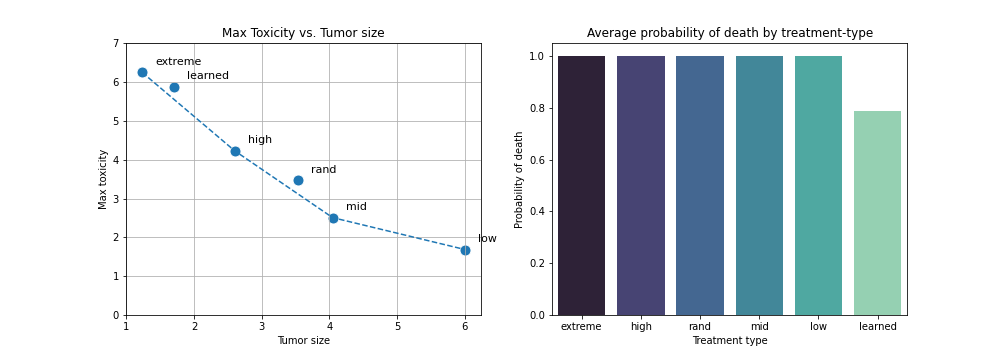 Max Toxicity vs. Tumor size
7
6
5
4
3
2
1
0
Max toxicity
extreme
learned
high
rand
mid
low
1 2 3 4 5 6
Tumor size
Average probability of death by treatment-type
1.0
0.8
0.6
0.4
0.2
0.0
Probability of death
extreme high rand mid low learned
Treatment type